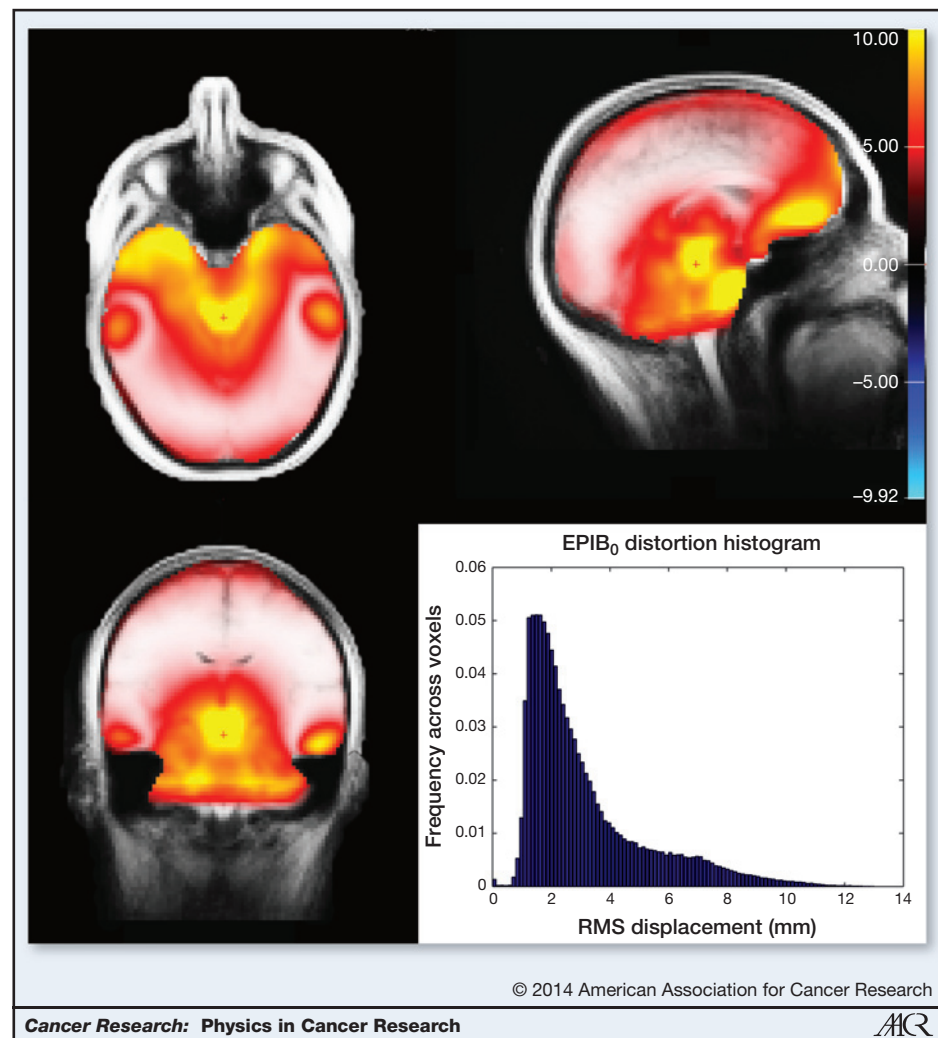 10.00
5.00
0.00
–5.00
–9.92
EPIB₀ distortion histogram
Frequency across voxels
0.06
0.05
0.04
0.03
0.02
0.01
0
0 2 4 6 8 10 12 14
RMS displacement (mm)
© 2014 American Association for Cancer Research
Cancer Research: Physics in Cancer Research
AACR